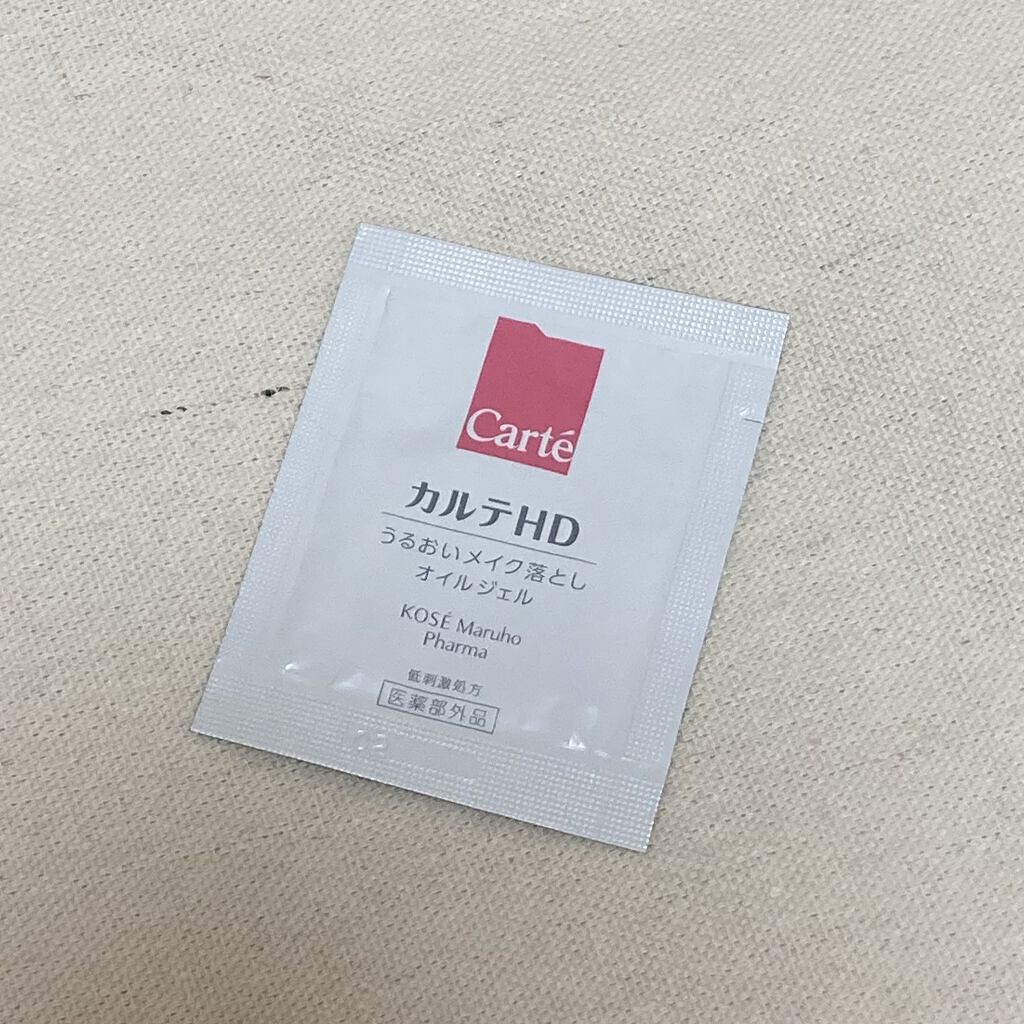 Carté
カルテHD
うるおいメイク落とし
オイルジェル
KOSÉ Maruho
Pharma
低刺激処方
医薬部外品